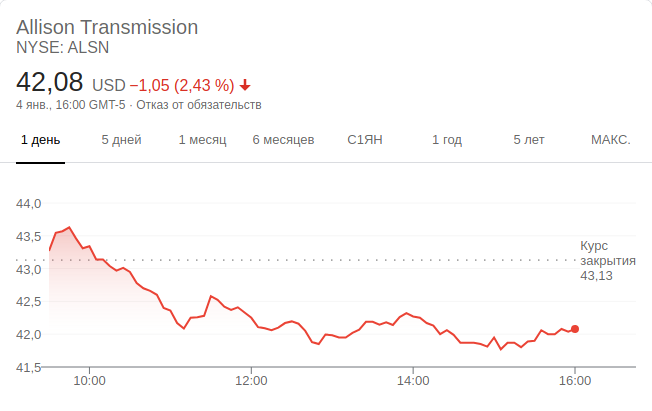 Allison Transmission
NYSE: ALSN
42,08 USD −1,05 (2,43 %)
4 янв., 16:00 GMT-5 · Отказ от обязательств
1 день 5 дней 1 месяц 6 месяцев С1ЯН 1 год 5 лет МАКС.
44,0
43,5
Курс
закрытия
43,13
43,0
42,5
42,0
41,5
10:00 12:00 14:00 16:00